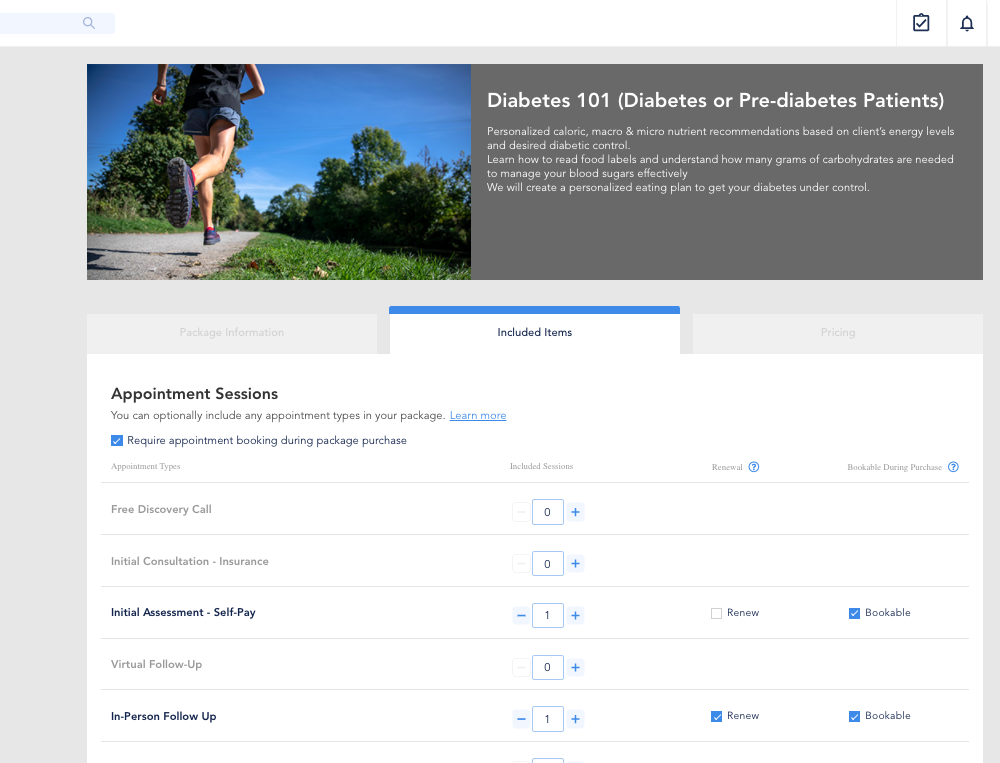 Diabetes 101 (Diabetes or Pre-diabetes Patients)
Personalized caloric, macro & micro nutrient recommendations based on client's energy levels
and desired diabetic control.
Learn how to read food labels and understand how many grams of carbohydrates are needed
to manage your blood sugars effectively
We will create a personalized eating plan to get your diabetes under control.
Package Information
Included Items
Pricing
Appointment Sessions
You can optionally include any appointment types in your package. Learn more
Require appointment booking during package purchase
Appointment Types Included Sessions Renewal ? Bookable During Purchase ?
Free Discovery Call − 0 +
Initial Consultation - Insurance − 0 +
Initial Assessment - Self-Pay − 1 + Renew Bookable
Virtual Follow-Up − 0 +
In-Person Follow Up − 1 + Renew Bookable